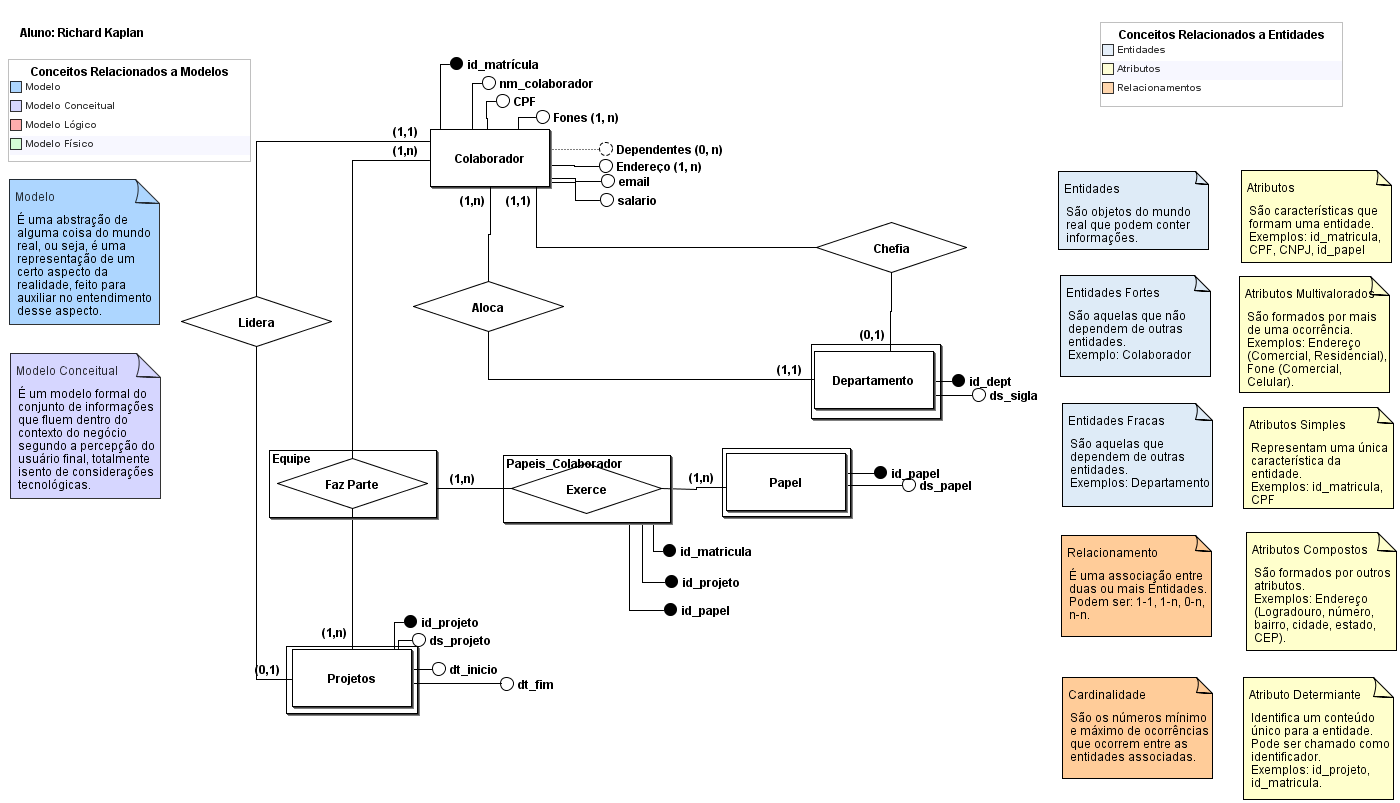 Aluno: Richard Kaplan
Conceitos Relacionados a Modelos
Modelo
Modelo Conceitual
Modelo Lógico
Modelo Físico
Conceitos Relacionados a Entidades
Entidades
Atributos
Relacionamentos
Modelo
É uma abstração de
alguma coisa do mundo
real, ou seja, é uma
representação de um
certo aspecto da
realidade, feito para
auxiliar no entendimento
desse aspecto.
Modelo Conceitual
É um modelo formal do
conjunto de informações
que fluem dentro do
contexto do negócio
segundo a percepção do
usuário final, totalmente
isento de considerações
tecnológicas.
id_matrícula
nm_colaborador
CPF
Fones (1, n)
(1,1)
(1,n)
Colaborador
Dependentes (0, n)
Endereço (1, n)
email
salario
(1,n)
(1,1)
Chefia
Aloca
Lidera
(0,1)
(1,1)
Departamento
id_dept
ds_sigla
Equipe
Faz Parte
(1,n)
Papeis_Colaborador
Exerce
(1,n)
Papel
id_papel
ds_papel
id_matricula
id_projeto
id_papel
(1,n)
id_projeto
ds_projeto
(0,1)
Projetos
dt_inicio
dt_fim
Entidades
São objetos do mundo
real que podem conter
informações.
Entidades Fortes
São aquelas que não
dependem de outras
entidades.
Exemplo: Colaborador
Entidades Fracas
São aquelas que
dependem de outras
entidades.
Exemplos: Departamento
Relacionamento
É uma associação entre
duas ou mais Entidades.
Podem ser: 1-1, 1-n, 0-n,
n-n.
Cardinalidade
São os números mínimo
e máximo de ocorrências
que ocorrem entre as
entidades associadas.
Atributos
São características que
formam uma entidade.
Exemplos: id_matricula,
CPF, CNPJ, id_papel
Atributos Multivalorados
São formados por mais
de uma ocorrência.
Exemplos: Endereço
(Comercial, Residencial),
Fone (Comercial,
Celular).
Atributos Simples
Representam uma única
característica da
entidade.
Exemplos: id_matricula,
CPF
Atributos Compostos
São formados por outros
atributos.
Exemplos: Endereço
(Logradouro, número,
bairro, cidade, estado,
CEP).
Atributo Determiante
Identifica um conteúdo
único para a entidade.
Pode ser chamado como
identificador.
Exemplos: id_projeto,
id_matricula.